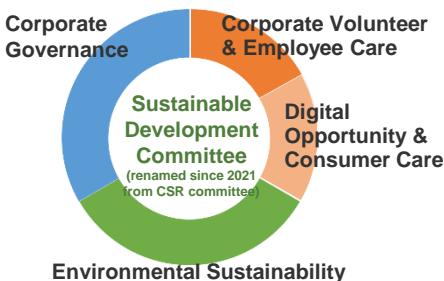 Corporate
Governance
Corporate Volunteer
& Employee Care
Sustainable
Development
Committee
(renamed since 2021
from CSR committee)
Digital
Opportunity &
Consumer Care
Environmental Sustainability